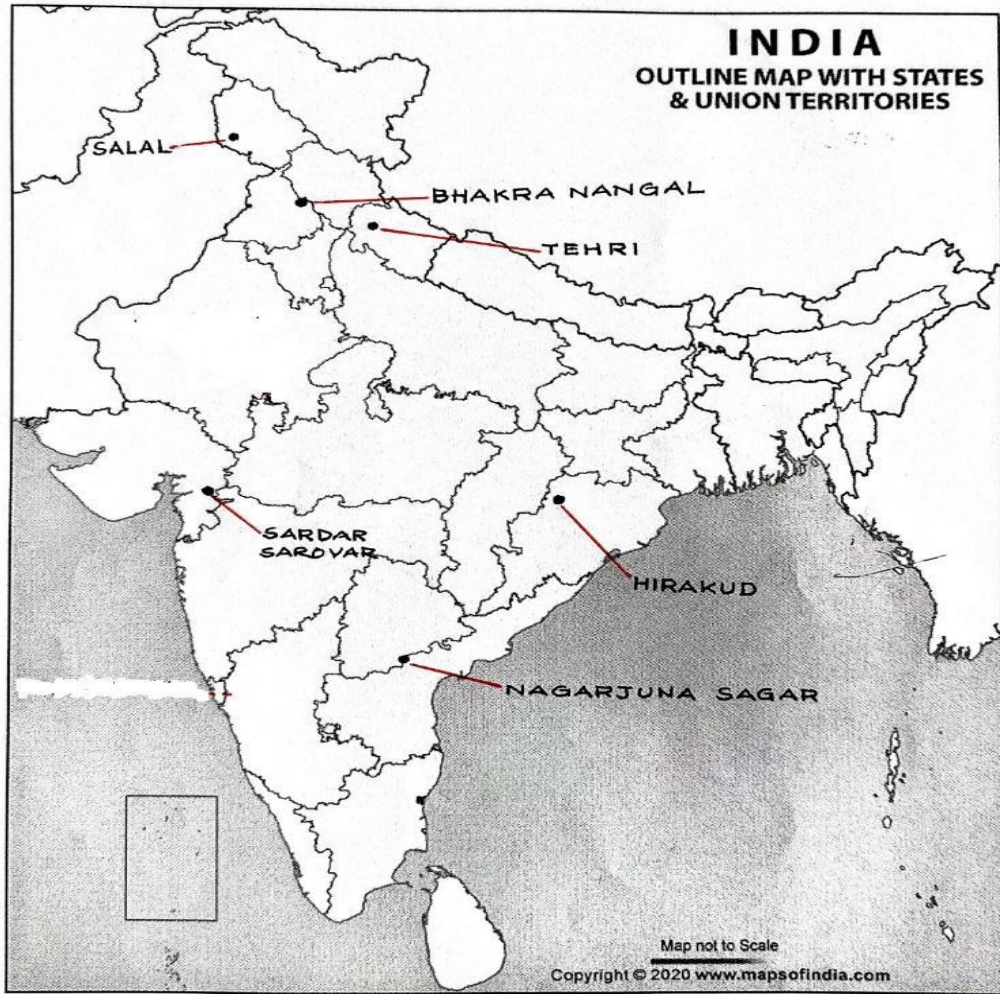 INDIA
OUTLINE MAP WITH STATES
& UNION TERRITORIES
SALAL
BHAKRA NANGAL
TEHRI
SARDAR
SAROVAR
HIRAKUD
NAGARJUNA SAGAR
Map not to Scale
Copyright © 2020 www.mapsofindia.com